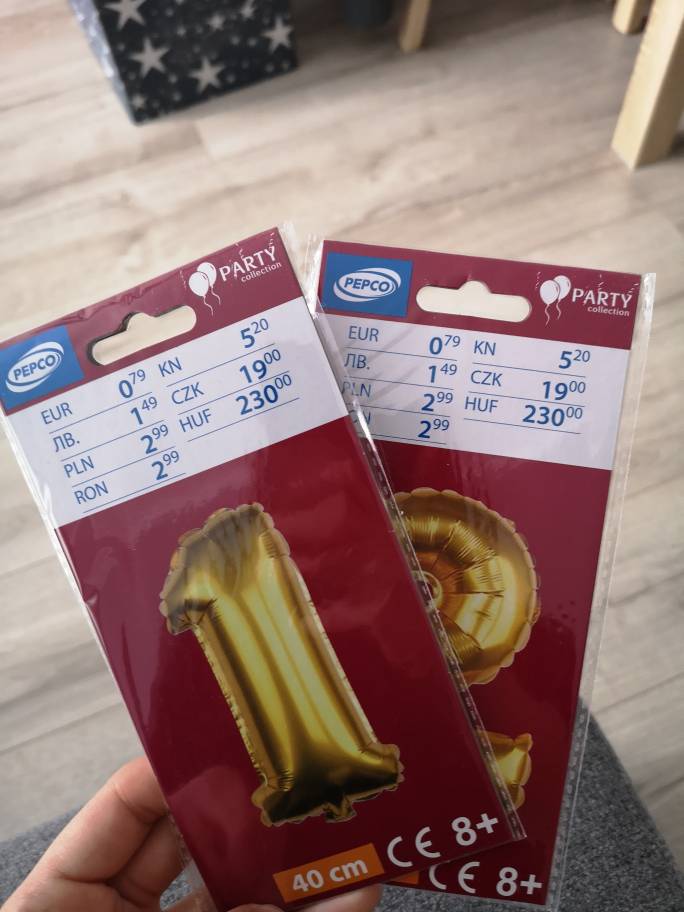 PEPCO
PARTY
collection
EUR 0⁷⁹ KN 5²⁰
ЛВ. 1⁴⁹ CZK 19⁰⁰
PLN 2⁹⁹ HUF 230⁰⁰
RON 2⁹⁹
40 cm CE 8+
PEPCO
PARTY
collection
EUR 0⁷⁹ KN 5²⁰
ЛВ. 1⁴⁹ CZK 19⁰⁰
PLN 2⁹⁹ HUF 230⁰⁰
2⁹⁹
CE 8+